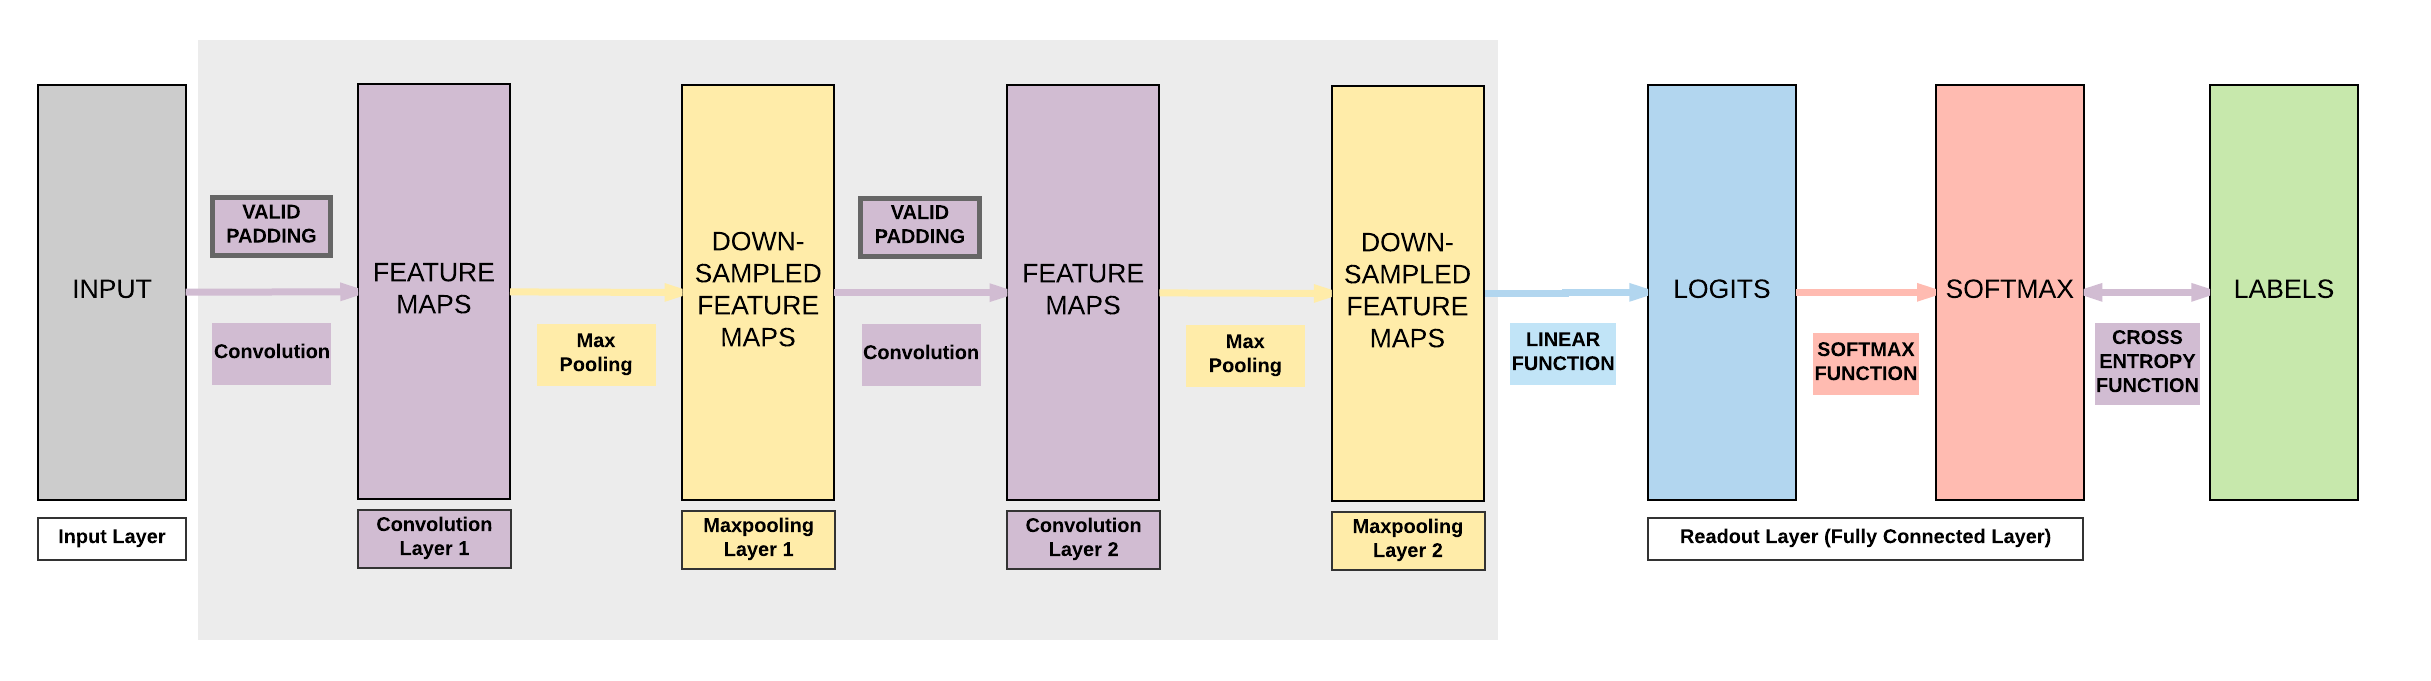 INPUT
Input Layer
VALID
PADDING
Convolution
FEATURE
MAPS
Convolution
Layer 1
Max
Pooling
DOWN-
SAMPLED
FEATURE
MAPS
Maxpooling
Layer 1
VALID
PADDING
Convolution
FEATURE
MAPS
Convolution
Layer 2
Max
Pooling
DOWN-
SAMPLED
FEATURE
MAPS
Maxpooling
Layer 2
LINEAR
FUNCTION
LOGITS
SOFTMAX
FUNCTION
SOFTMAX
Readout Layer (Fully Connected Layer)
CROSS
ENTROPY
FUNCTION
LABELS